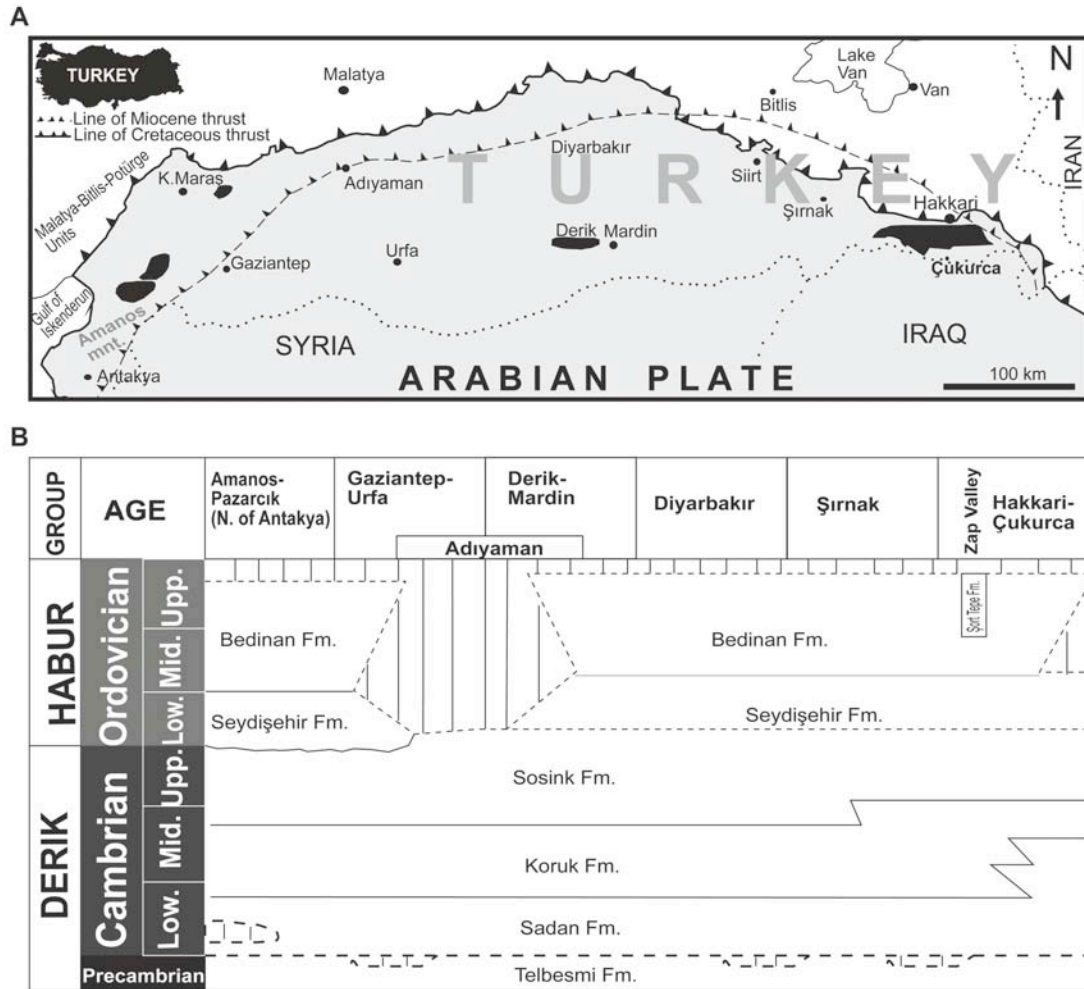 A
TURKEY
Line of Miocene thrust
Line of Cretaceous thrust
Malatya-Bitlis-Potürge
Units
Malatya
Lake
Van
Van
N
Bitlis
IRAN
K.Maraş
Adıyaman
Diyarbakır
TURKEY
Siirt
Şırnak
Hakkari
Gaziantep
Urfa
Derik
Mardin
Çukurca
Gulf of
Iskenderun
Amanos
mnt.
Antakya
SYRIA
IRAQ
ARABIAN PLATE
100 km
B
GROUP
AGE
Amanos-
Pazarcık
(N. of Antakya)
Gaziantep-
Urfa
Derik-
Mardin
Adıyaman
Diyarbakır
Şırnak
Zap Valley
Hakkari-
Çukurca
HABUR
Ordovician
Upp.
Mid.
Low.
Bedinan Fm.
Bedinan Fm.
Şort Tepe Fm.
Seydişehir Fm.
Seydişehir Fm.
DERIK
Cambrian
Upp.
Mid.
Low.
Sosink Fm.
Koruk Fm.
Sadan Fm.
Precambrian
Telbesmi Fm.